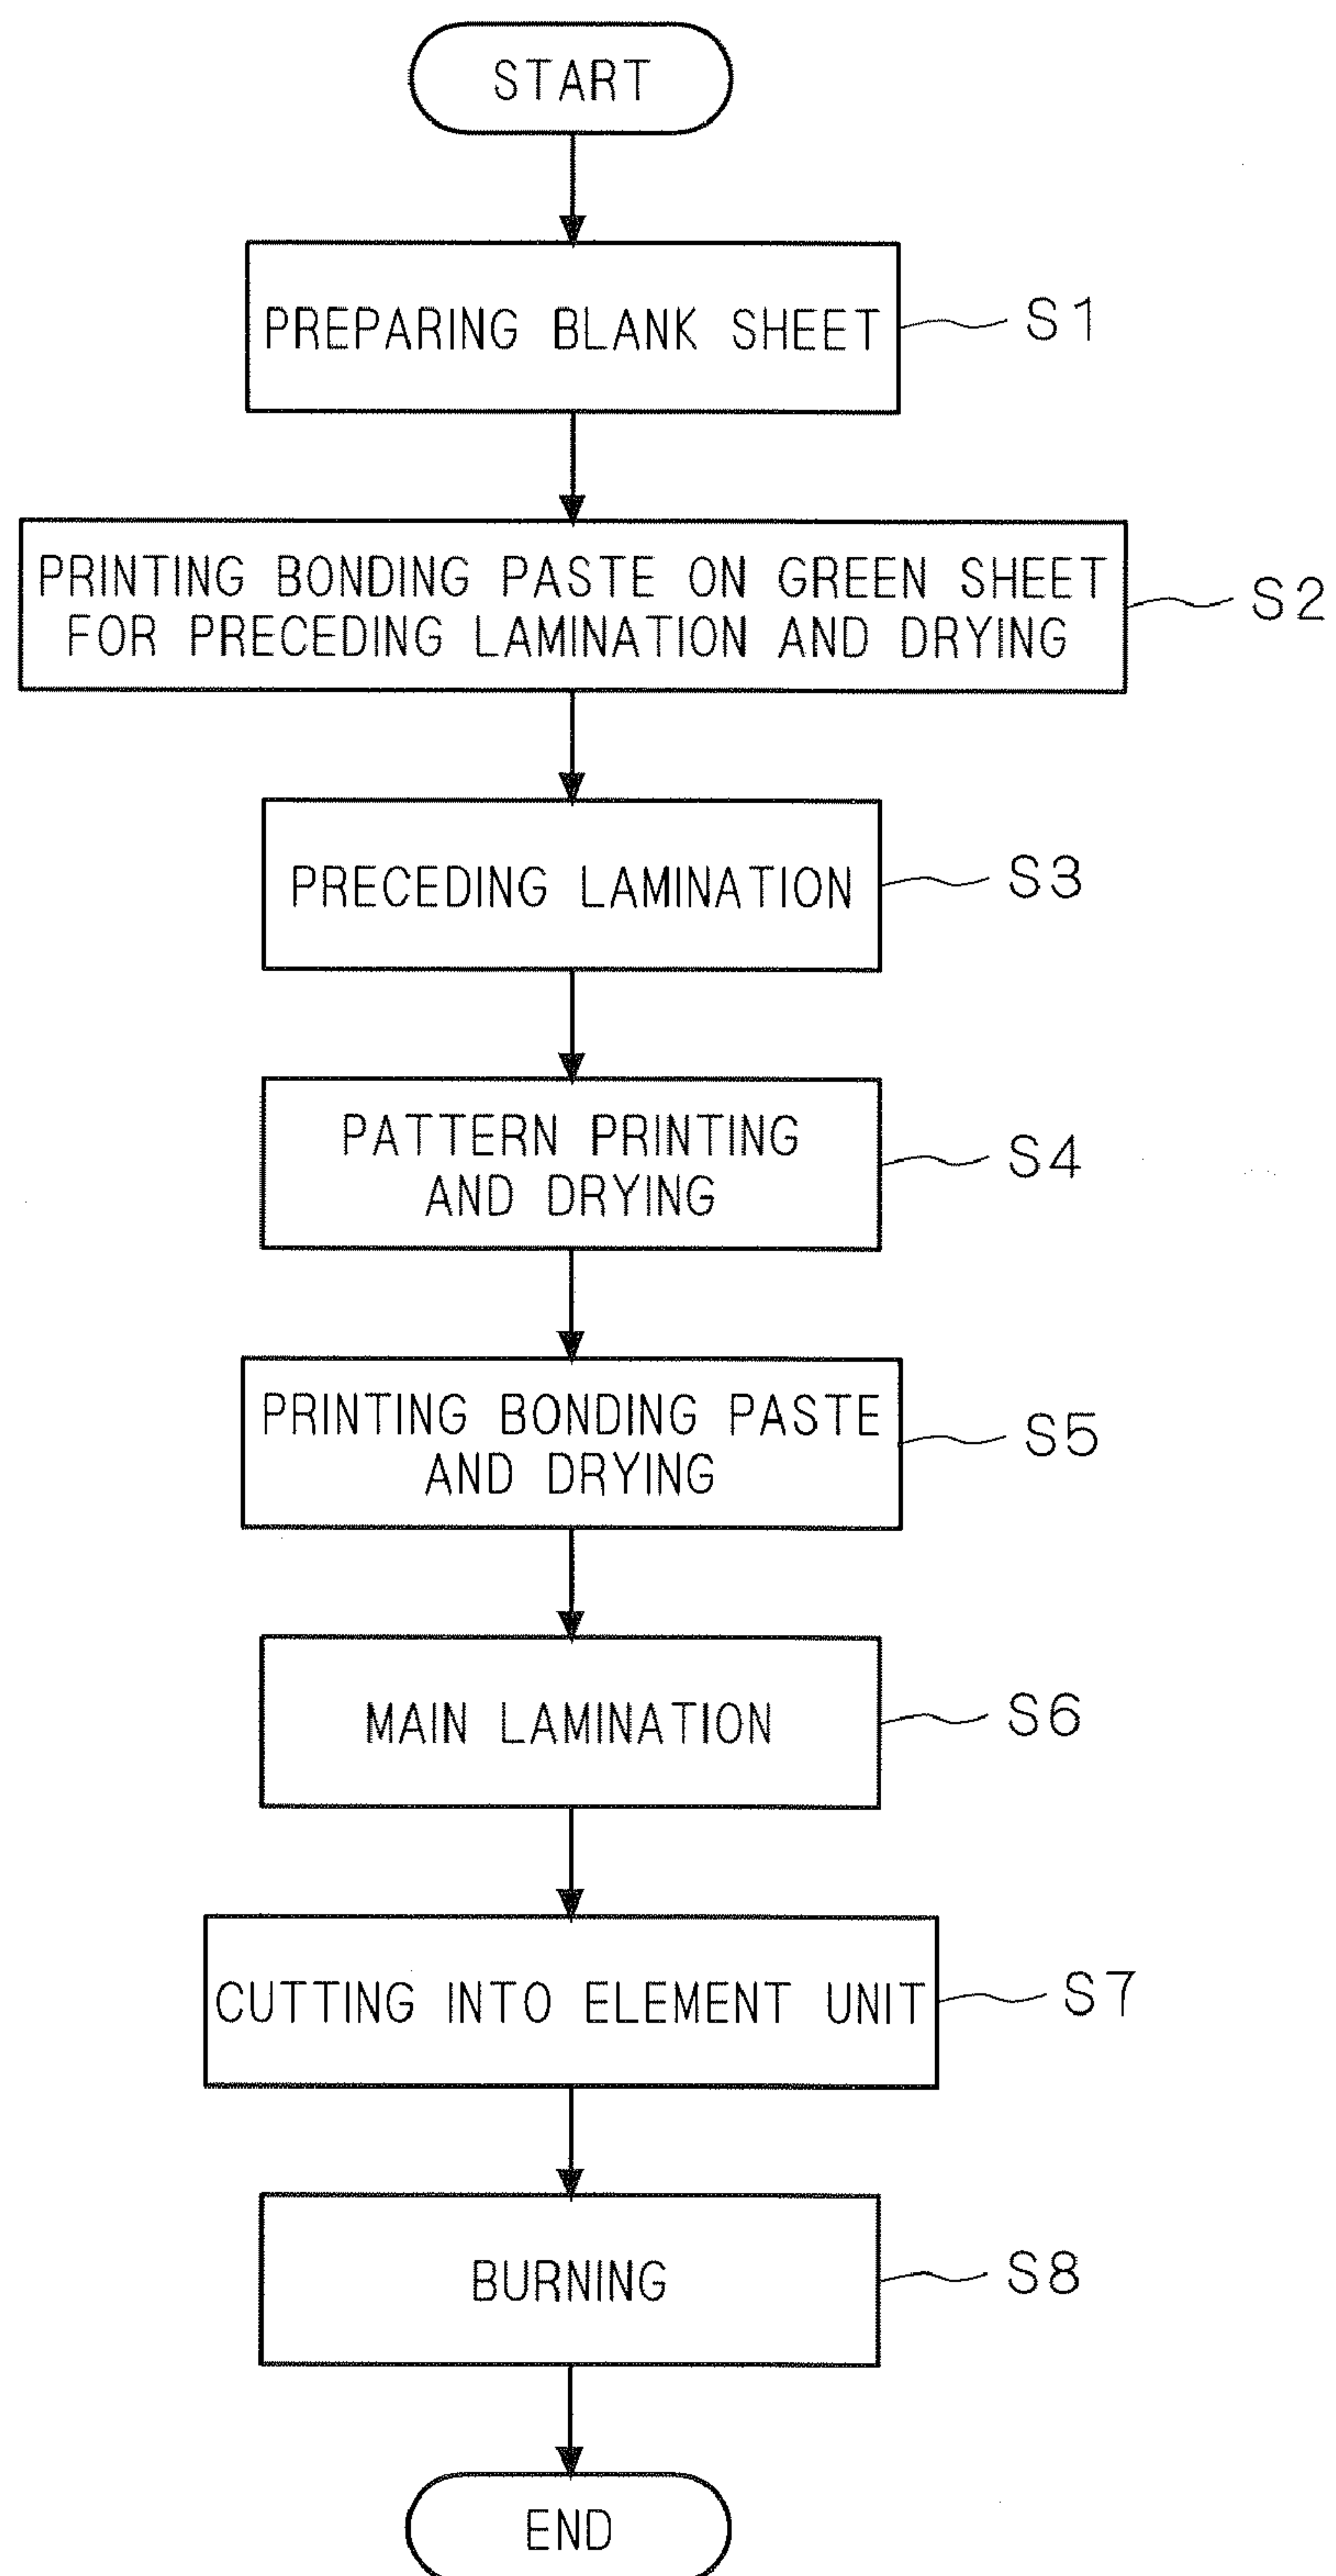 START
PREPARING BLANK SHEET
S1
PRINTING BONDING PASTE ON GREEN SHEET
FOR PRECEDING LAMINATION AND DRYING
S2
PRECEDING LAMINATION
S3
PATTERN PRINTING
AND DRYING
S4
PRINTING BONDING PASTE
AND DRYING
S5
MAIN LAMINATION
S6
CUTTING INTO ELEMENT UNIT
S7
BURNING
S8
END